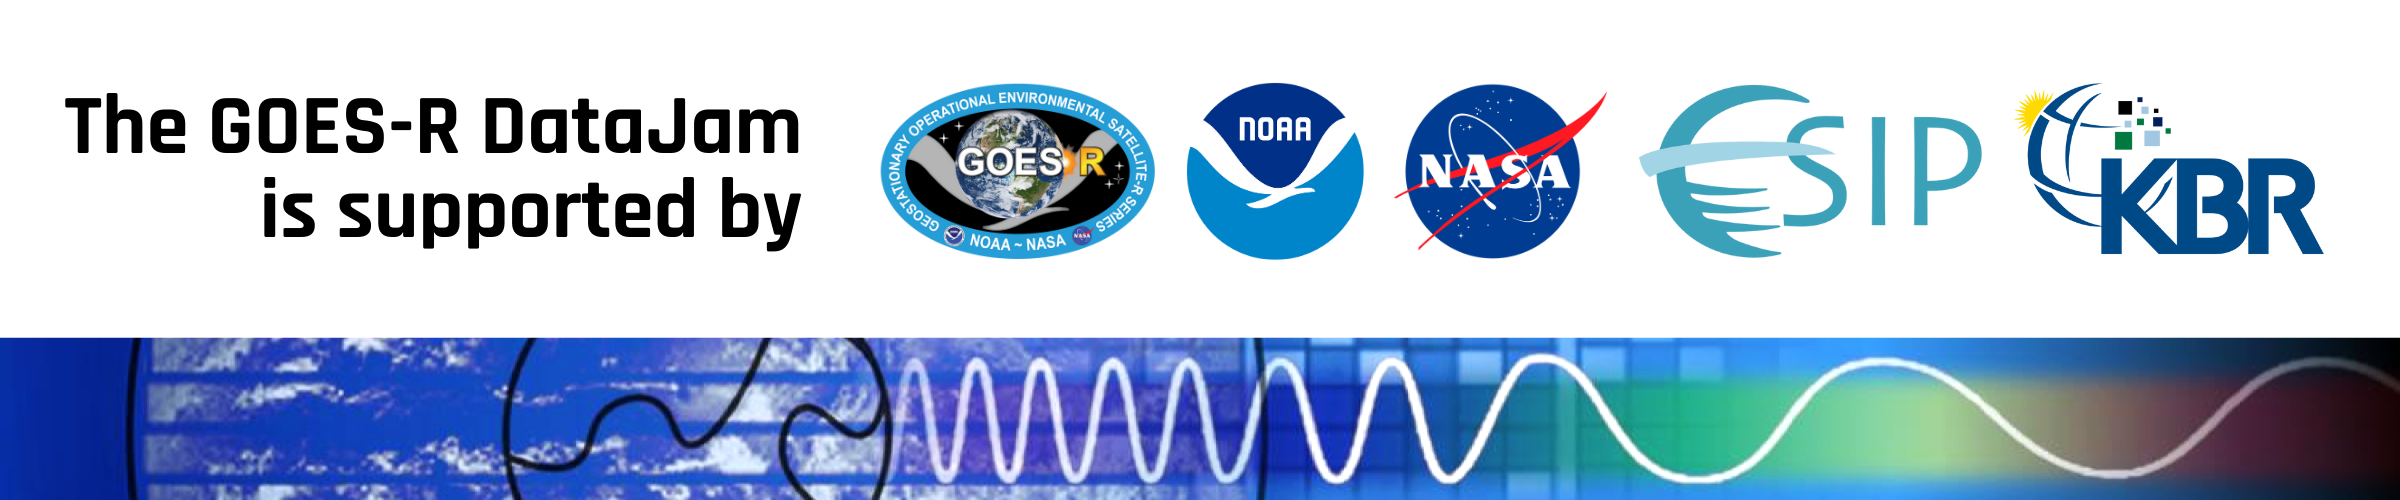 The GOES-R DataJam
is supported by
GEOSTATIONARY OPERATIONAL ENVIRONMENTAL SATELLITE-R SERIES
GOES-R
NOAA ~ NASA
NOAA
NASA
ESIP
KBR